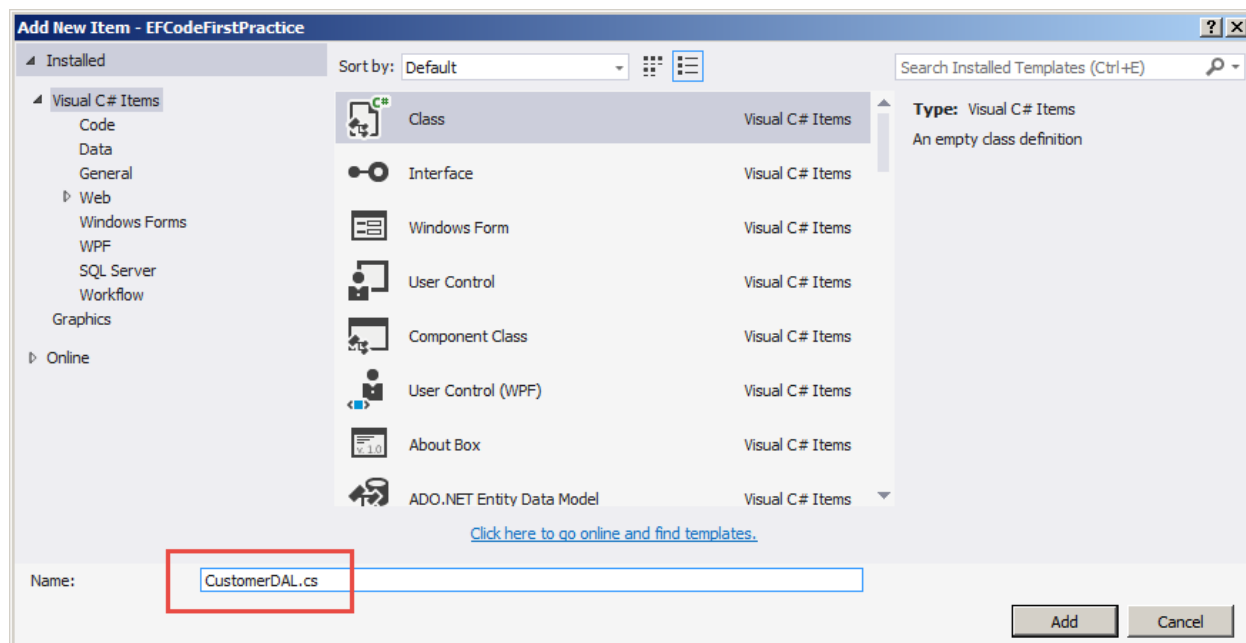 Add New Item - EFCodeFirstPractice
? X
Installed
Sort by: Default
Search Installed Templates (Ctrl+E)
Visual C# Items
Code
Data
General
Web
Windows Forms
WPF
SQL Server
Workflow
Graphics
Online
C#
Class Visual C# Items
Interface Visual C# Items
Windows Form Visual C# Items
User Control Visual C# Items
Component Class Visual C# Items
User Control (WPF) Visual C# Items
v. 1.0
About Box Visual C# Items
ADO.NET Entity Data Model Visual C# Items
Type: Visual C# Items
An empty class definition
Click here to go online and find templates.
Name: CustomerDAL.cs
Add Cancel